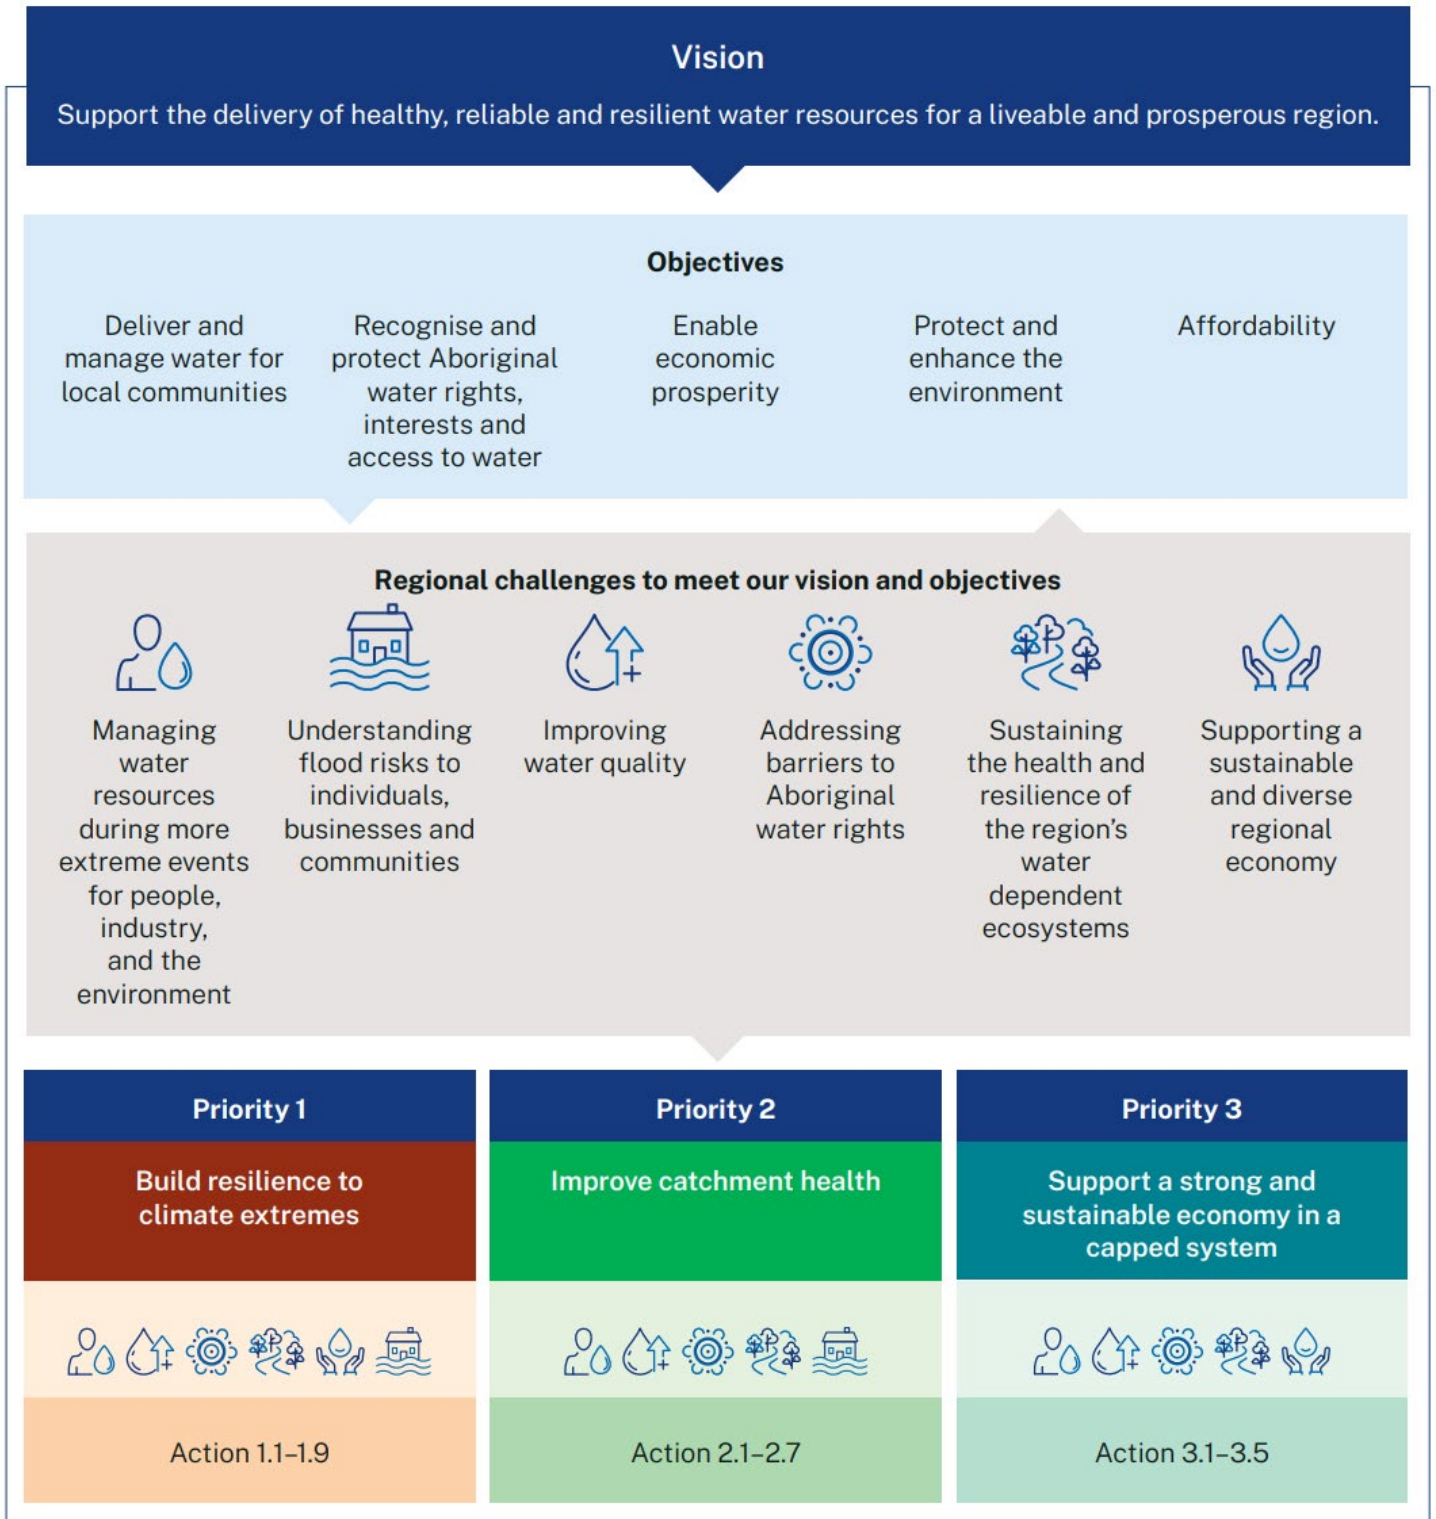 Vision
Support the delivery of healthy, reliable and resilient water resources for a liveable and prosperous region.
Objectives
Deliver and
manage water for
local communities
Recognise and
protect Aboriginal
water rights,
interests and
access to water
Enable
economic
prosperity
Protect and
enhance the
environment
Affordability
Regional challenges to meet our vision and objectives
Managing
water
resources
during more
extreme events
for people,
industry,
and the
environment
Understanding
flood risks to
individuals,
businesses and
communities
Improving
water quality
Addressing
barriers to
Aboriginal
water rights
Sustaining
the health and
resilience of
the region's
water
dependent
ecosystems
Supporting a
sustainable
and diverse
regional
economy
Priority 1
Build resilience to
climate extremes
Action 1.1–1.9
Priority 2
Improve catchment health
Action 2.1–2.7
Priority 3
Support a strong and
sustainable economy in a
capped system
Action 3.1–3.5